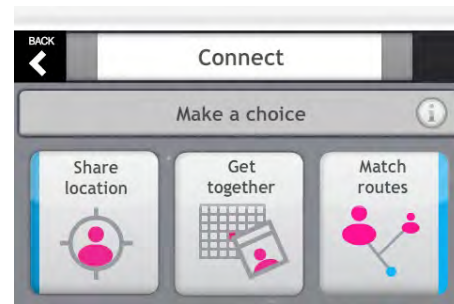 BACK
Connect
Make a choice
i
Share
location
Get
together
Match
routes